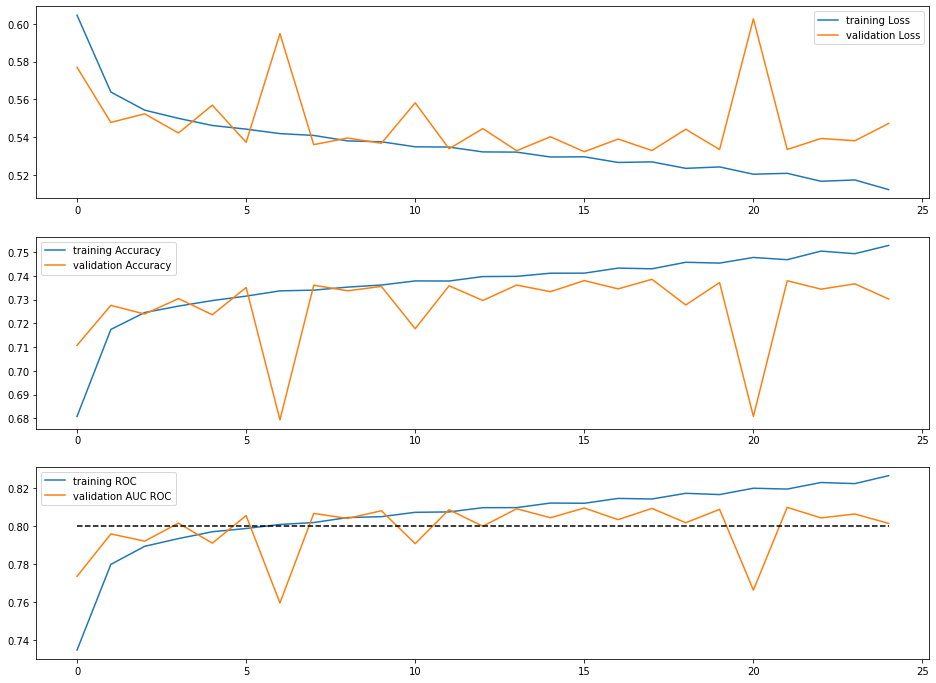 0.60
0.58
0.56
0.54
0.52
training Loss
validation Loss
0 5 10 15 20 25
0.75
0.74
0.73
0.72
0.71
0.70
0.69
0.68
training Accuracy
validation Accuracy
0 5 10 15 20 25
0.82
0.80
0.78
0.76
0.74
training ROC
validation AUC ROC
0 5 10 15 20 25